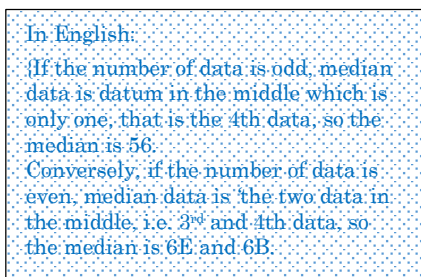 In English:
{If the number of data is odd, median
data is datum in the middle which is
only one, that is the 4th data, so the
median is 56.
Conversely, if the number of data is
even, median data is 'the two data in
the middle, i.e. 3rd and 4th data, so
the median is 6E and 6B.